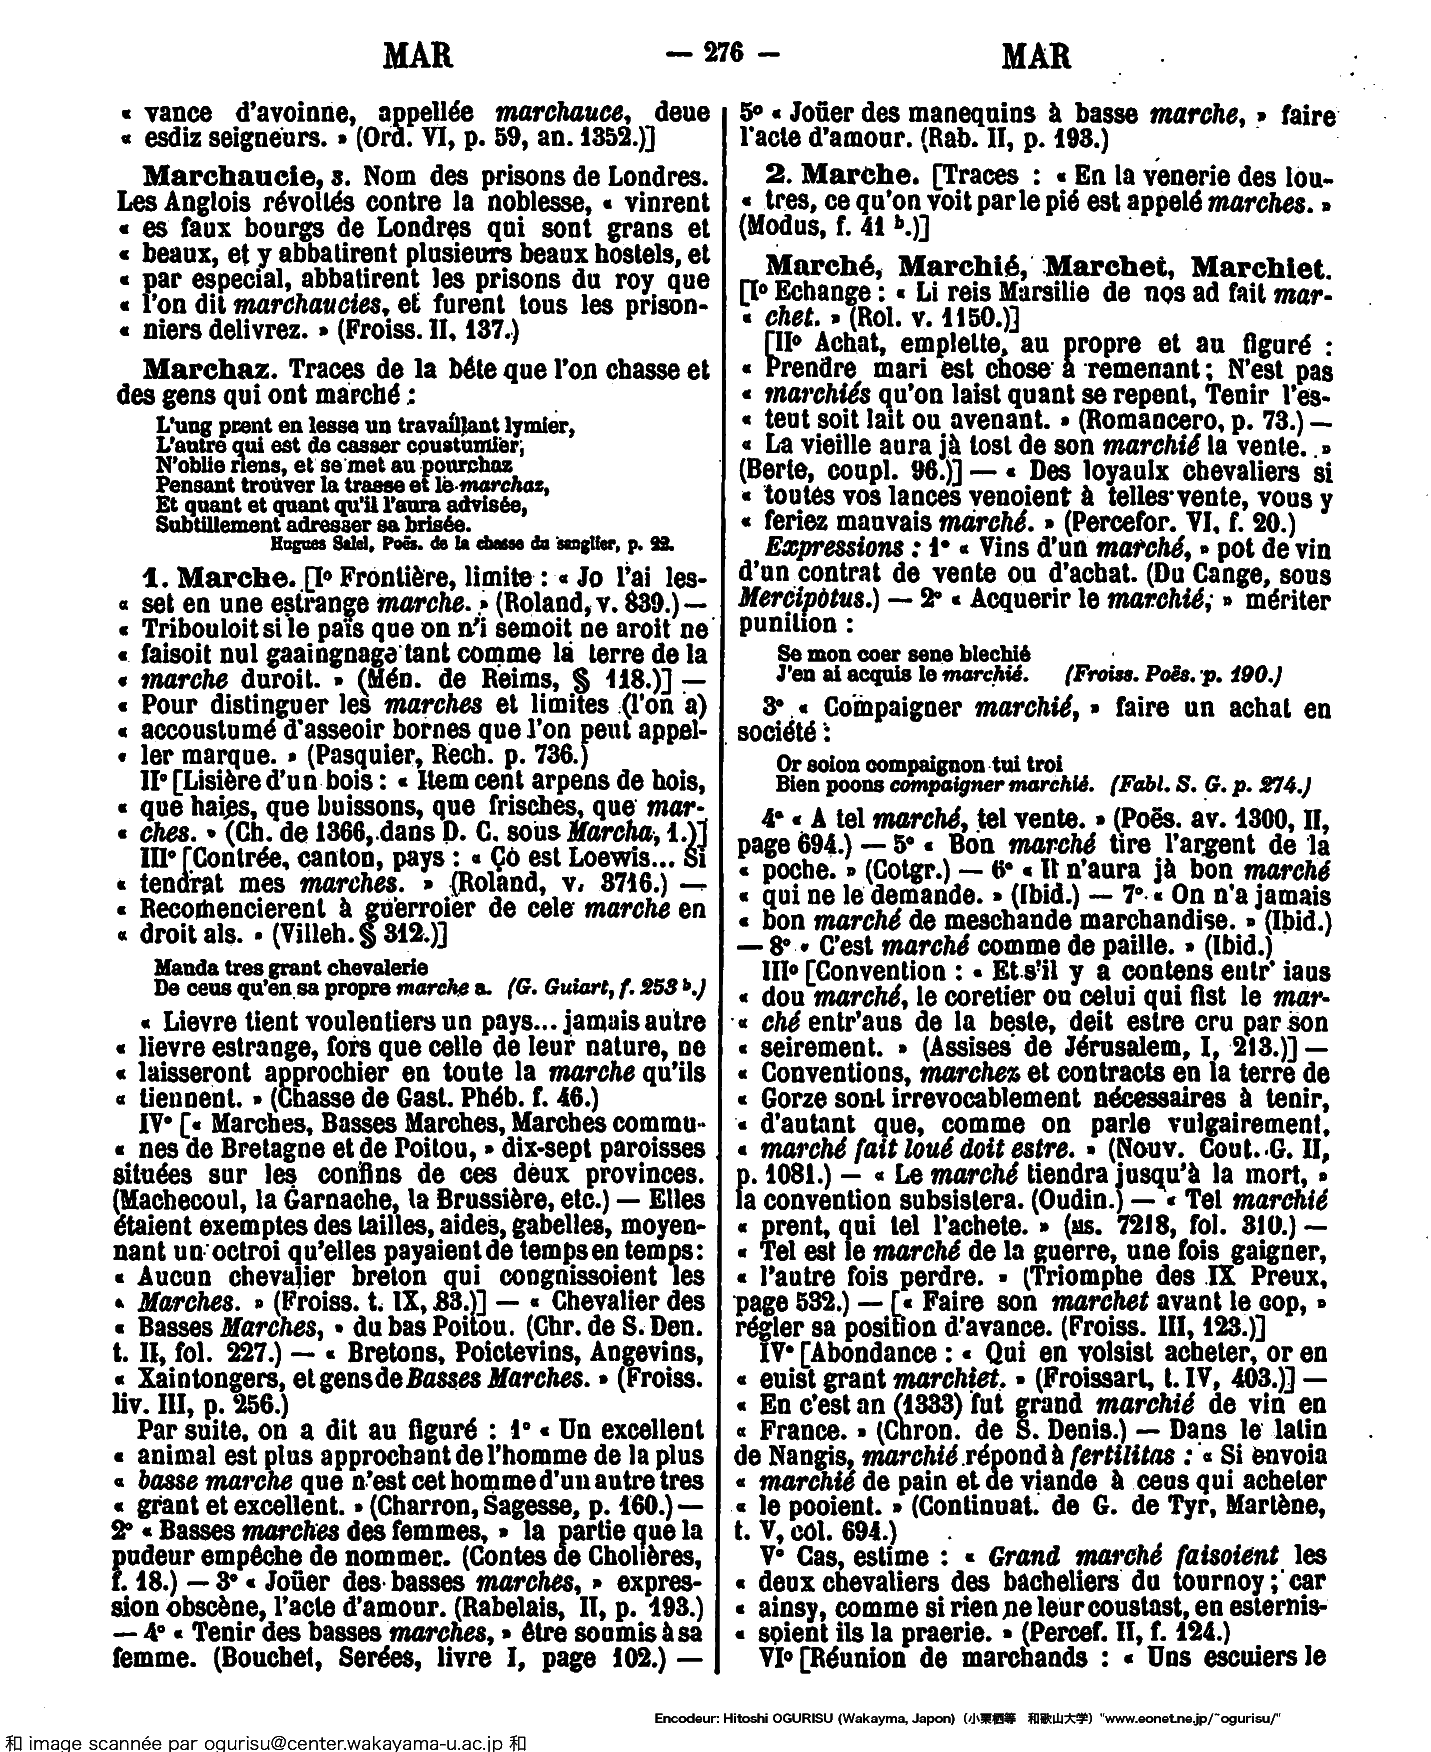 MAR — 276 — MAR
« vance d'avoinne, appellée marchauce, deue
« esdiz seigneurs. » (Ord. VI, p. 59, an. 1352.)]
Marchaucie, s. Nom des prisons de Londres.
Les Anglois révoltés contre la noblesse, « vinrent
« es faux bourgs de Londres qui sont grans et
« beaux, et y abbatirent plusieurs beaux hostels, et
« par especial, abbatirent les prisons du roy que
« l'on dit marchaucies, et furent tous les prison-
« niers delivrez. » (Froiss. II, 137.)
Marchaz. Traces de la bête que l'on chasse et
des gens qui ont marché :
L'ung prent en lesse un travaillant lymier,
L'autre qui est de casser coustumier,
N'oblie riens, et se met au pourchaz
Pensant trouver la trasse et le marchaz,
Et quant et quant qu'il l'aura advisée,
Subtillement adresser sa brisée.
Hugues Salel, Poës. de la chasse du sanglier, p. 22.
1. Marche. [I° Frontière, limite : « Jo l'ai les-
« set en une estrange marche. » (Roland, v. 839.) —
« Tribouloit si le païs que on n'i semoit ne aroit ne
« faisoit nul gaaingnage tant comme la terre de la
« marche duroit. » (Mén. de Reims, § 118.)] —
« Pour distinguer les marches et limites (l'on a)
« accoustumé d'asseoir bornes que l'on peut appel-
« ler marque. » (Pasquier, Rech. p. 736.)
II° [Lisière d'un bois : « Item cent arpens de bois,
« que haies, que buissons, que frisches, que mar-
« ches. » (Ch. de 1366, dans D. C. sous Marcha, 1.)]
III° [Contrée, canton, pays : « Ço est Loewis... Si
« tendrat mes marches. » (Roland, v. 3716.) —
« Recomencierent à guerroier de cele marche en
« droit als. » (Villeh. § 312.)]
Manda tres grant chevalerie
De ceus qu'en sa propre marche a. (G. Guiart, f. 253 b.)
« Lievre tient voulentiers un pays... jamais autre
« lievre estrange, fors que celle de leur nature, ne
« laisseront approchier en toute la marche qu'ils
« tiennent. » (Chasse de Gast. Phéb. f. 46.)
IV° [« Marches, Basses Marches, Marches commu-
« nes de Bretagne et de Poitou, » dix-sept paroisses
situées sur les confins de ces deux provinces.
(Machecoul, la Garnache, la Brussière, etc.) — Elles
étaient exemptes des tailles, aides, gabelles, moyen-
nant un octroi qu'elles payaient de temps en temps :
« Aucun chevalier breton qui congnissoient les
« Marches. » (Froiss. t. IX, 83.)] — « Chevalier des
« Basses Marches, » du bas Poitou. (Chr. de S. Den.
t. II, fol. 227.) — « Bretons, Poictevins, Angevins,
« Xaintongers, et gens de Basses Marches. » (Froiss.
liv. III, p. 256.)
Par suite, on a dit au figuré : 1° « Un excellent
« animal est plus approchant de l'homme de la plus
« basse marche que n'est cet homme d'un autre tres
« grant et excellent. » (Charron, Sagesse, p. 160.) —
2° « Basses marches des femmes, » la partie que la
pudeur empêche de nommer. (Contes de Cholières,
f. 18.) — 3° « Joüer des basses marches, » expres-
sion obscène, l'acte d'amour. (Rabelais, II, p. 193.)
— 4° « Tenir des basses marches, » être soumis à sa
femme. (Bouchet, Serées, livre I, page 102.) —
5° « Joüer des manequins à basse marche, » faire
l'acte d'amour. (Rab. II, p. 193.)
2. Marche. [Traces : « En la venerie des lou-
« tres, ce qu'on voit par le pié est appelé marches. »
(Modus, f. 41 b.)]
Marché, Marchié, Marchet, Marchiet.
[I° Echange : « Li reis Marsilie de nos ad fait mar-
« chet. » (Rol. v. 1150.)]
[II° Achat, emplette, au propre et au figuré :
« Prendre mari est chose a remenant ; N'est pas
« marchiés qu'on laist quant se repent, Tenir l'es-
« teut soit lait ou avenant. » (Romancero, p. 73.) —
« La vieille aura jà tost de son marchié la vente. »
(Berte, coupl. 96.)] — « Des loyaulx chevaliers si
« toutes vos lances venoient à telles vente, vous y
« feriez mauvais marché. » (Percefor. VI, f. 20.)
Expressions : 1° « Vins d'un marché, » pot de vin
d'un contrat de vente ou d'achat. (Du Cange, sous
Mercipotus.) — 2° « Acquerir le marchié, » mériter
punition :
Se mon coer sene blechié
J'en ai acquis le marchié. (Froiss. Poës. p. 190.)
3° « Compaigner marchié, » faire un achat en
société :
Or soion compaignon tui troi
Bien poons compaigner marchié. (Fabl. S. G. p. 274.)
4° « A tel marché, tel vente. » (Poës. av. 1300, II,
page 694.) — 5° « Bon marché tire l'argent de la
« poche. » (Cotgr.) — 6° « Il n'aura jà bon marché
« qui ne le demande. » (Ibid.) — 7° « On n'a jamais
« bon marché de meschande marchandise. » (Ibid.)
— 8° « C'est marché comme de paille. » (Ibid.)
III° [Convention : « Et s'il y a contens entr' iaus
« dou marché, le coretier ou celui qui fist le mar-
« ché entr'aus de la beste, deit estre cru par son
« seirement. » (Assises de Jérusalem, I, 213.)] —
« Conventions, marchez et contracts en la terre de
« Gorze sont irrevocablement nécessaires à tenir,
« d'autant que, comme on parle vulgairement,
« marché fait loué doit estre. » (Nouv. Cout. G. II,
p. 1081.) — « Le marché tiendra jusqu'à la mort, »
la convention subsistera. (Oudin.) — « Tel marchié
« prent, qui tel l'achete. » (MS. 7218, fol. 310.) —
« Tel est le marché de la guerre, une fois gaigner,
« l'autre fois perdre. » (Triomphe des IX Preux,
page 532.) — [« Faire son marchet avant le cop, »
régler sa position d'avance. (Froiss. III, 123.)]
IV° [Abondance : « Qui en volsist acheter, or en
« euist grant marchiet. » (Froissart, t. IV, 403.)] —
« En c'est an (1333) fut grand marchié de vin en
« France. » (Chron. de S. Denis.) — Dans le latin
de Nangis, marchié répond à fertilitas : « Si envoia
« marchié de pain et de viande à ceus qui acheter
« le pooient. » (Continuat. de G. de Tyr, Martène,
t. V, col. 694.)
V° Cas, estime : « Grand marché faisoient les
« deux chevaliers des bacheliers du tournoy ; car
« ainsy, comme si rien ne leur coustast, en esternis-
« soient ils la praerie. » (Percef. II, f. 124.)
VI° [Réunion de marchands : « Uns escuiers le
Encodeur: Hitoshi OGURISU (Wakayma, Japon) (小栗栖等 和歌山大学) "www.eonet.ne.jp/~ogurisu/"
和 image scannée par ogurisu@center.wakayama-u.ac.jp 和